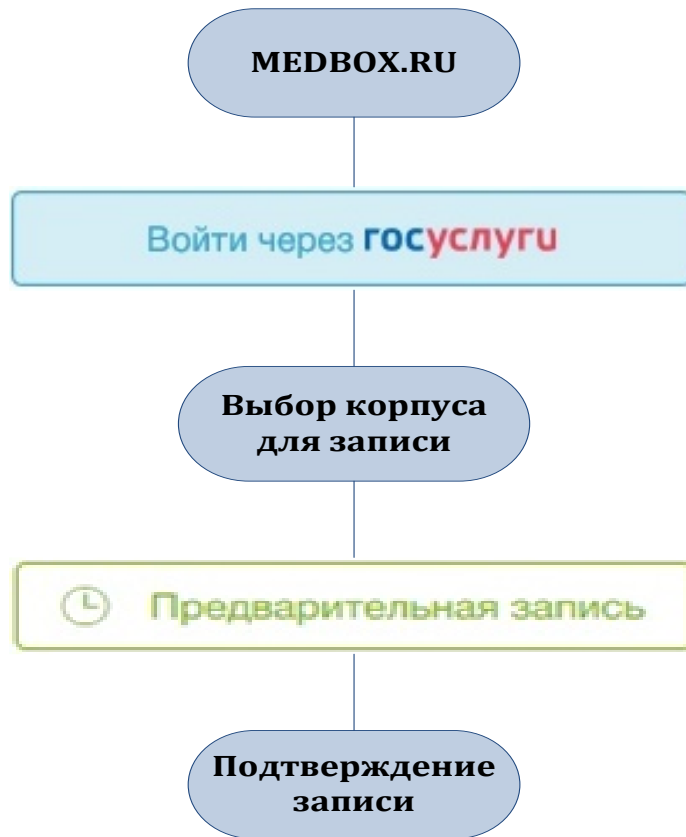 MEDBOX.RU
Войти через госуслуги
Выбор корпуса
для записи
Предварительная запись
Подтверждение
записи